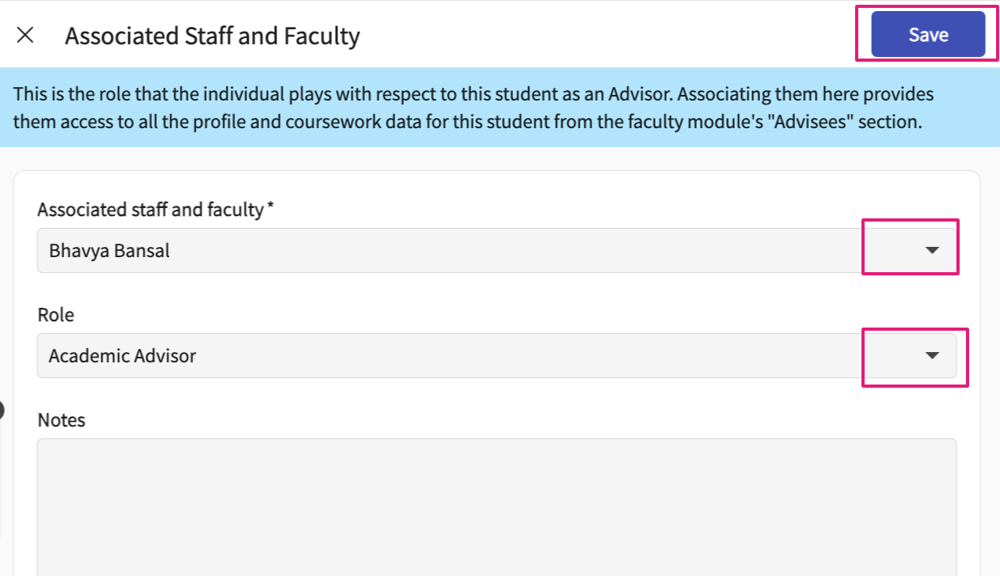 Associated Staff and Faculty
Save
This is the role that the individual plays with respect to this student as an Advisor. Associating them here provides
them access to all the profile and coursework data for this student from the faculty module's "Advisees" section.
Associated staff and faculty*
Bhavya Bansal
Role
Academic Advisor
Notes